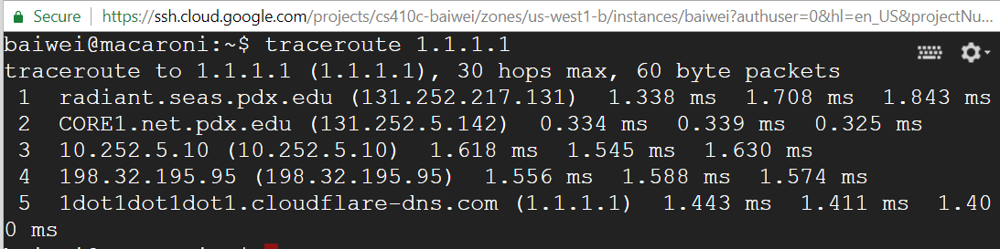 Secure https://ssh.cloud.google.com/projects/cs410c-baiwei/zones/us-west1-b/instances/baiwei?authuser=0&hl=en_US&projectNu...
baiwei@macaroni:~$ traceroute 1.1.1.1
traceroute to 1.1.1.1 (1.1.1.1), 30 hops max, 60 byte packets
1 radiant.seas.pdx.edu (131.252.217.131) 1.338 ms 1.708 ms 1.843 ms
2 CORE1.net.pdx.edu (131.252.5.142) 0.334 ms 0.339 ms 0.325 ms
3 10.252.5.10 (10.252.5.10) 1.618 ms 1.545 ms 1.630 ms
4 198.32.195.95 (198.32.195.95) 1.556 ms 1.588 ms 1.574 ms
5 1dot1dot1dot1.cloudflare-dns.com (1.1.1.1) 1.443 ms 1.411 ms 1.40
0 ms